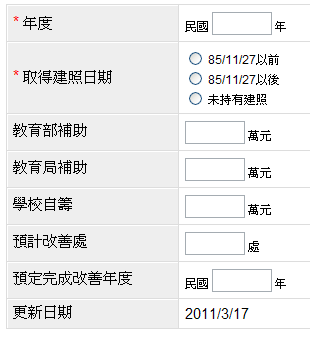 * 年度 民國 年
* 取得建照日期 85/11/27以前
85/11/27以後
未持有建照
教育部補助 萬元
教育局補助 萬元
學校自籌 萬元
預計改善處 處
預定完成改善年度 民國 年
更新日期 2011/3/17